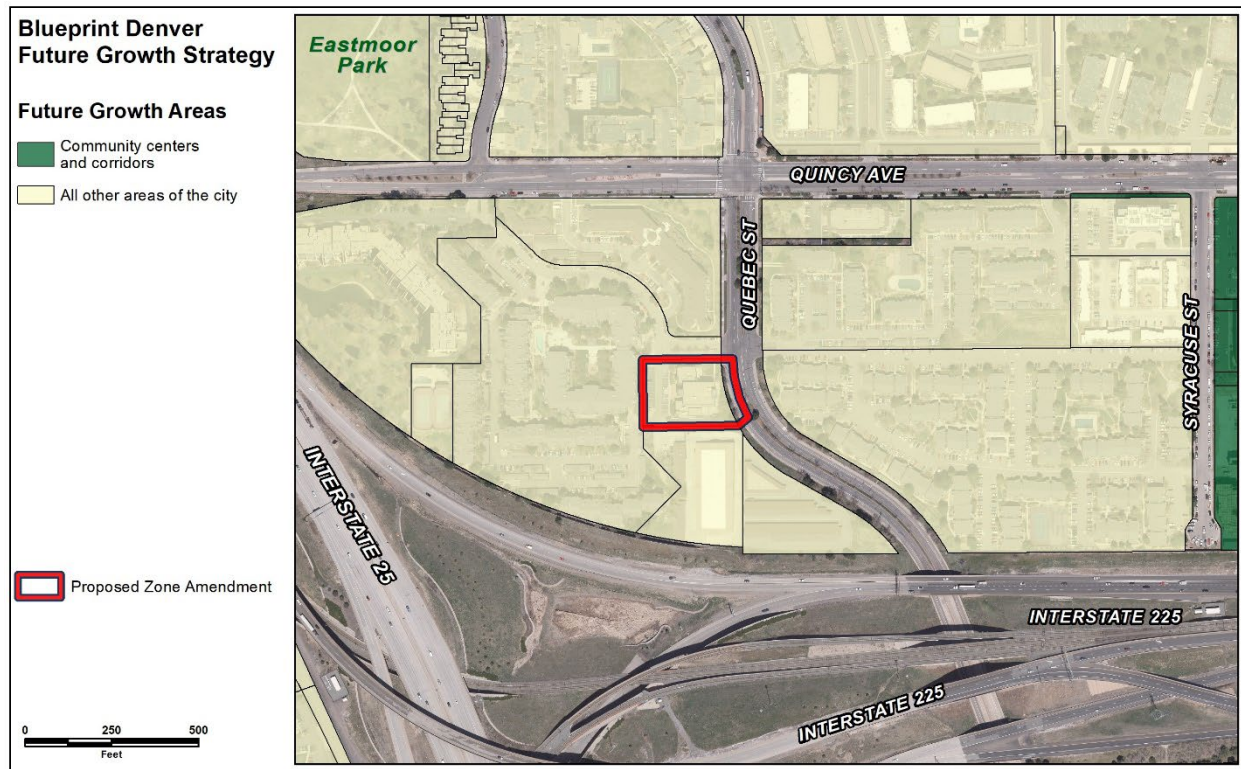 Blueprint Denver
Future Growth Strategy
Future Growth Areas
Community centers
and corridors
All other areas of the city
Proposed Zone Amendment
0 250 500
Feet
Eastmoor
Park
QUINCY AVE
QUEBEC ST
SYRACUSE ST
INTERSTATE 25
INTERSTATE 225
INTERSTATE 225